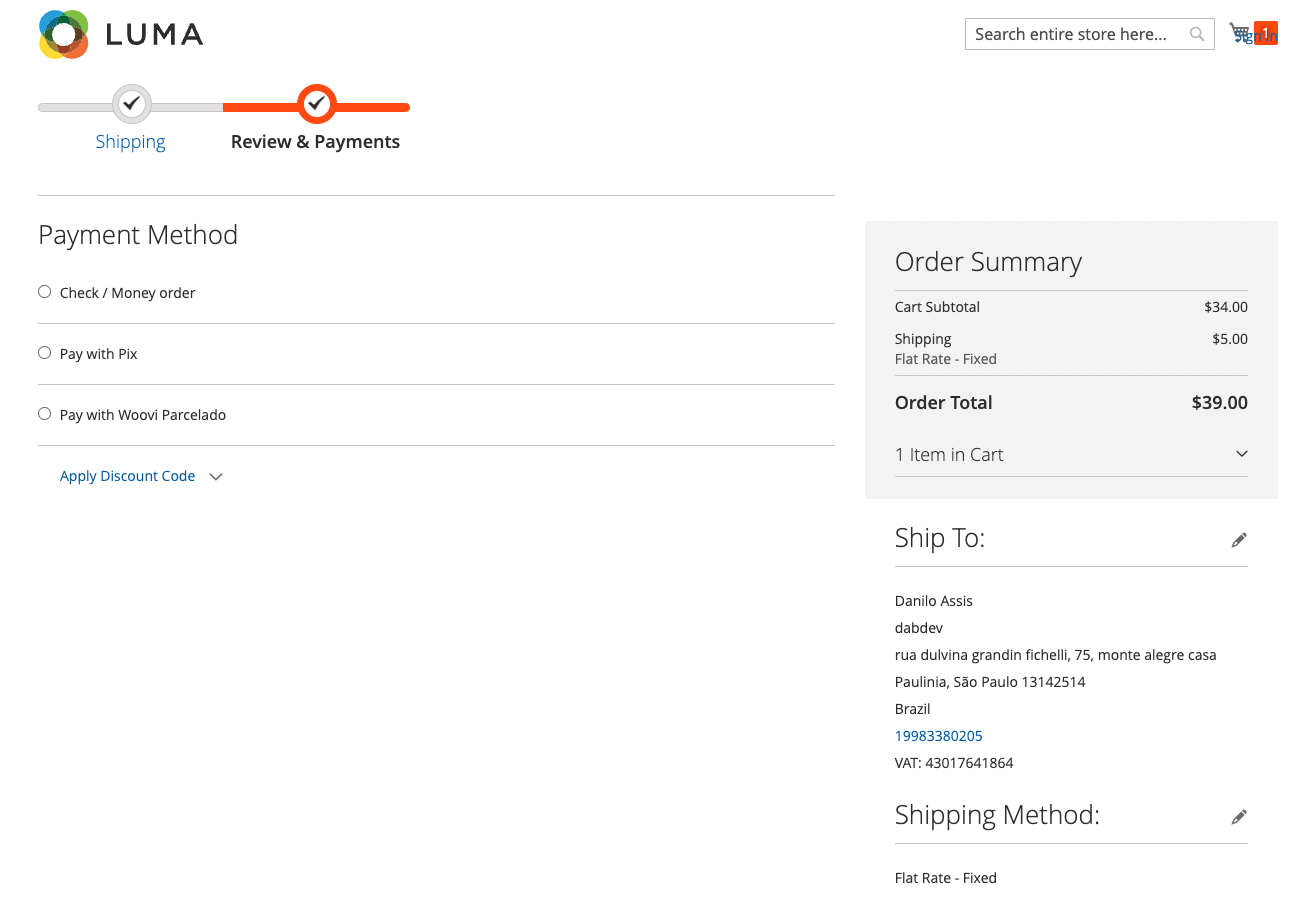 LUMA
Search entire store here...
1
Sign In
Shipping
Review & Payments
Payment Method
Check / Money order
Pay with Pix
Pay with Woovi Parcelado
Apply Discount Code
Order Summary
Cart Subtotal $34.00
Shipping $5.00
Flat Rate - Fixed
Order Total $39.00
1 Item in Cart
Ship To:
Danilo Assis
dabdev
rua dulvina grandin fichelli, 75, monte alegre casa
Paulinia, São Paulo 13142514
Brazil
19983380205
VAT: 43017641864
Shipping Method:
Flat Rate - Fixed